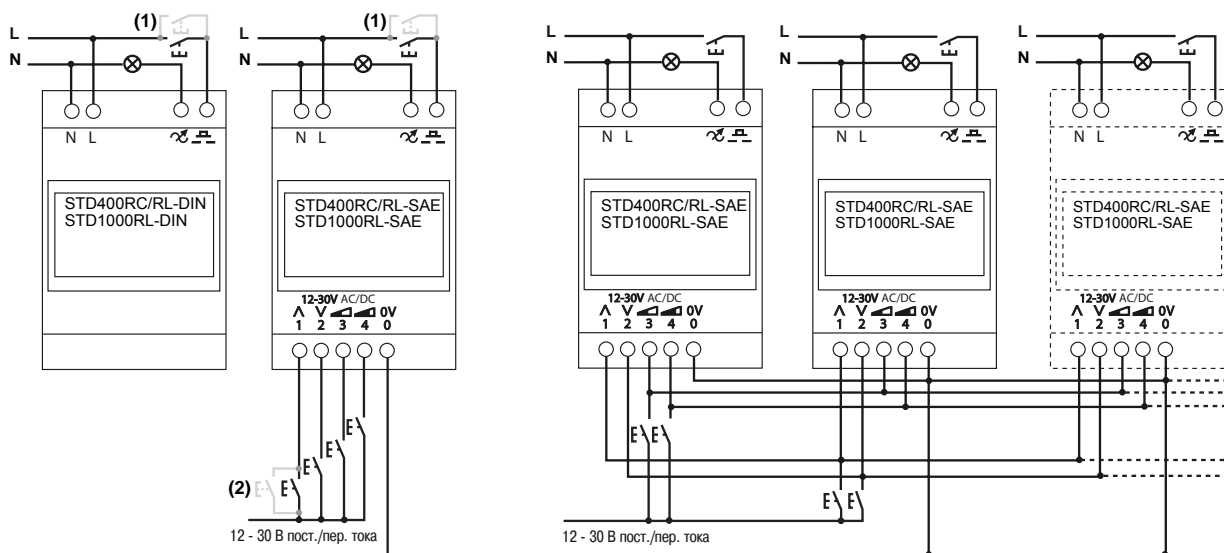 (1) (1)
L L L L L
N N N N N
N L N L N L N L N L
STD400RC/RL-DIN
STD1000RL-DIN
STD400RC/RL-SAE
STD1000RL-SAE
STD400RC/RL-SAE
STD1000RL-SAE
STD400RC/RL-SAE
STD1000RL-SAE
STD400RC/RL-SAE
STD1000RL-SAE
12-30V AC/DC
0V
1 2 3 4 0
12-30V AC/DC
0V
1 2 3 4 0
12-30V AC/DC
0V
1 2 3 4 0
12-30V AC/DC
0V
1 2 3 4 0
(2)
12 - 30 В пост./пер. тока
12 - 30 В пост./пер. тока